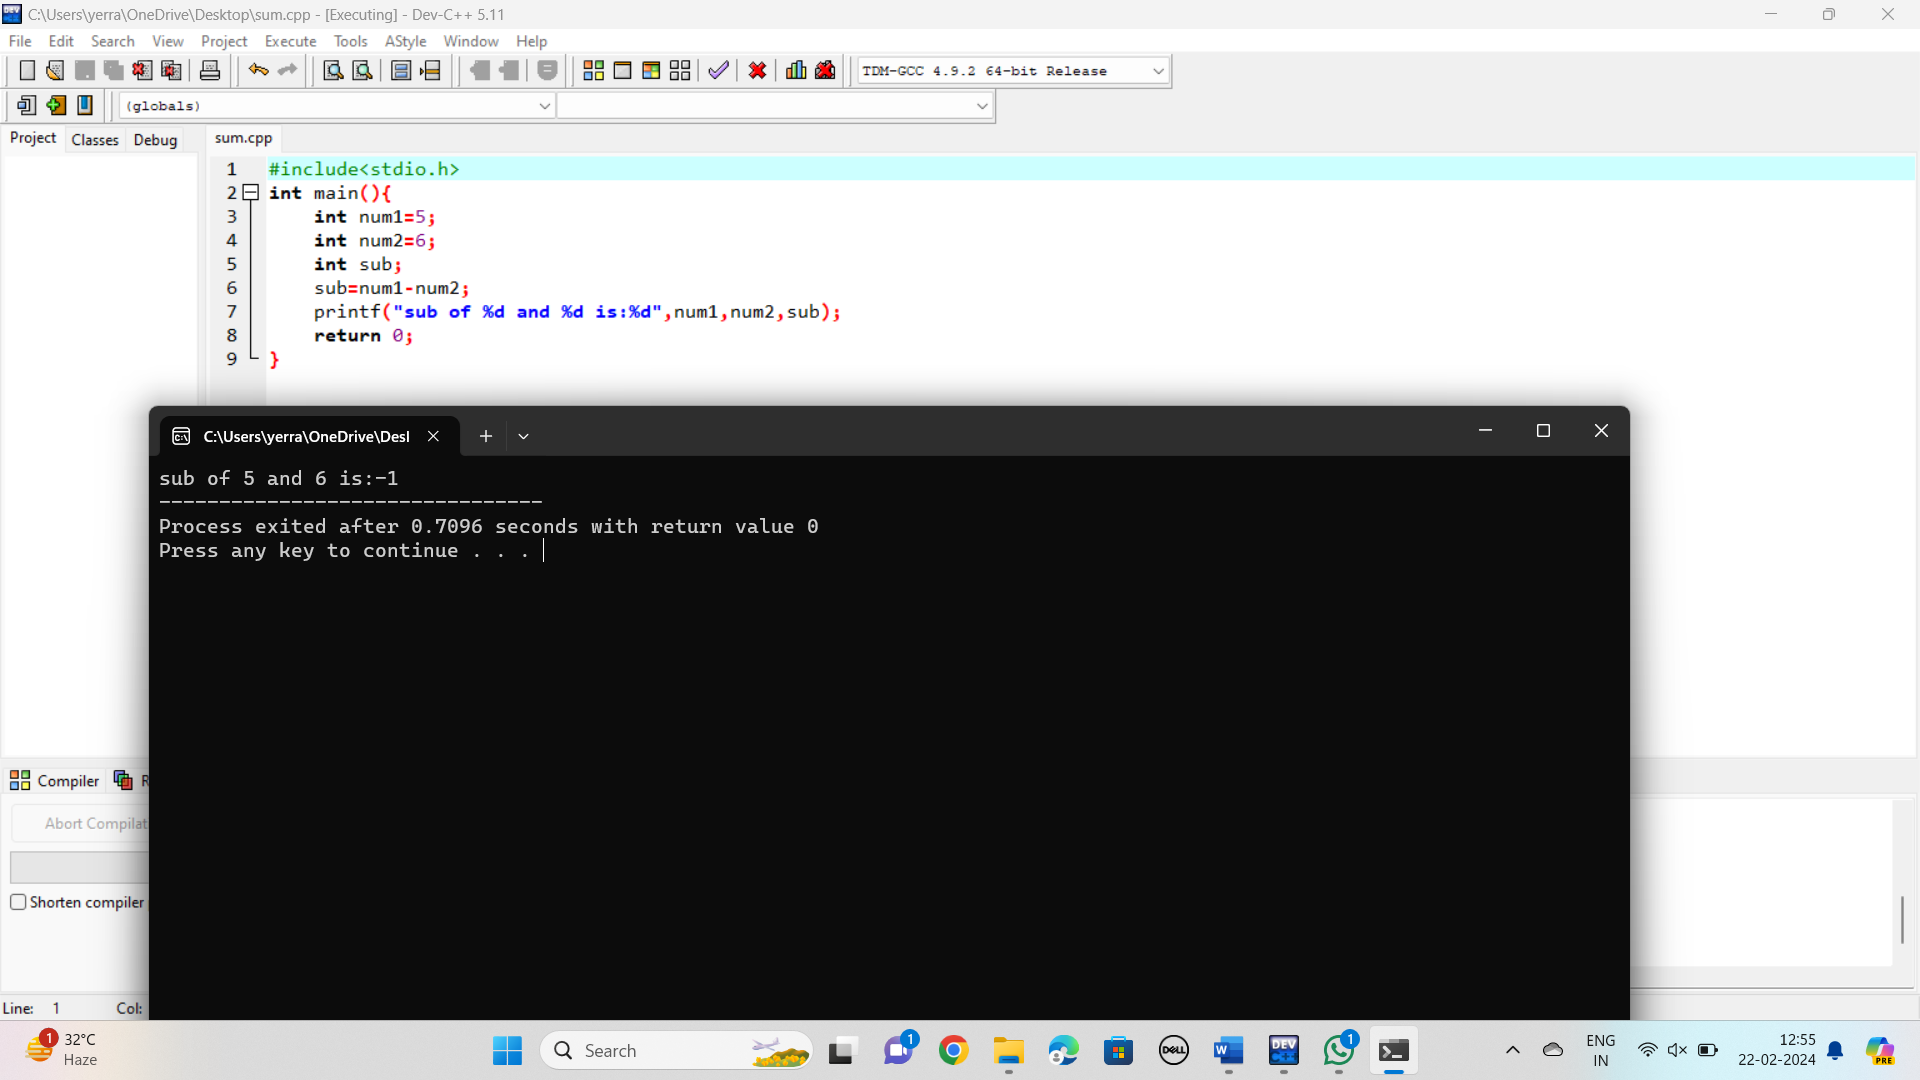 C:\Users\yerra\OneDrive\Desktop\sum.cpp - [Executing] - Dev-C++ 5.11
File Edit Search View Project Execute Tools AStyle Window Help
TDM-GCC 4.9.2 64-bit Release
(globals)
Project Classes Debug
sum.cpp
1 #include<stdio.h>
2 int main(){
3 int num1=5;
4 int num2=6;
5 int sub;
6 sub=num1-num2;
7 printf("sub of %d and %d is:%d",num1,num2,sub);
8 return 0;
9 }
C:\Users\yerra\OneDrive\Desl
sub of 5 and 6 is:-1
--------------------------------
Process exited after 0.7096 seconds with return value 0
Press any key to continue . . .
Compiler R
Abort Compilat
Shorten compiler
Line: 1 Col:
1
32°C
Haze
Search
1
DELL
W
DEV
C++
1
ENG
IN
12:55
22-02-2024
PRE